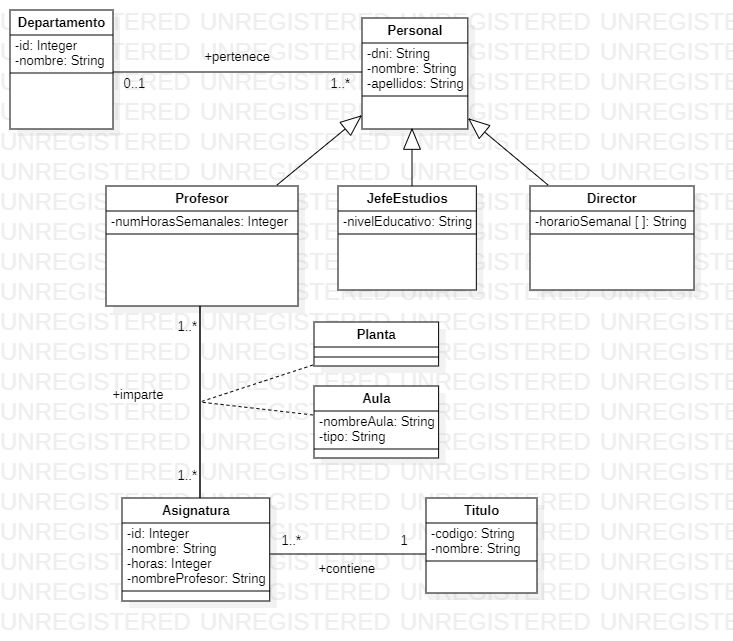 Departamento
-id: Integer
-nombre: String
+pertenece
0..1
1..*
Personal
-dni: String
-nombre: String
-apellidos: String
Profesor
-numHorasSemanales: Integer
JefeEstudios
-nivelEducativo: String
Director
-horarioSemanal [ ]: String
1..*
+imparte
1..*
Planta
Aula
-nombreAula: String
-tipo: String
Asignatura
-id: Integer
-nombre: String
-horas: Integer
-nombreProfesor: String
1..*
1
+contiene
Titulo
-codigo: String
-nombre: String
UNREGISTERED